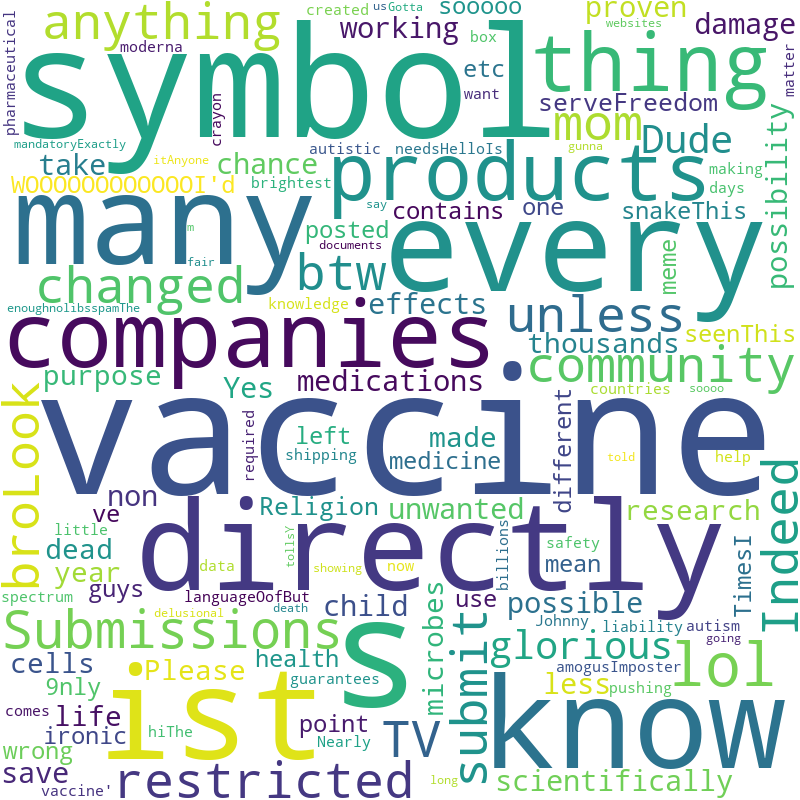 pharmaceutical
anything
moderna
created
us
Gotta
sooooo
websites
proven
damage
matter
working
box
symbol
etc
want
thing
crayon
serveFreedom
mom
Dude
mandatoryExactly
itAnyone
autistic
needsHelloIs
gunna
take
chance
products
making
days
possibility
WOOOOOOOOOOOOI'd
brightest
say
contains
one
snakeThis
many
m
fair
posted
documents
btw
every
meme
changed
enoughnolibsspamThe
knowledge
effects
unless
seenThis
companies
thousands
community
purpose
Yes
medications
countries
soooo
broLook
vaccine
required
left
shipping
made
medicine
different
told
help
Indeed
non
ve
Religion
directly
unwanted
research
little
dead
data
tollsY
showing
now
billions
safety
mean
TimesI
year
guys
spectrum
delusional
languageOofBut
death
child
use
possible
Johnny
liability
autism
going
Submissions
s
microbes
submit
glorious
lol
cells
Please
health
guarantees
amogusImposter
9nly
ist
less
pushing
comes
life
hiThe
point
Nearly
TV
know
ironic
wrong
save
vaccine'
restricted
long
scientifically